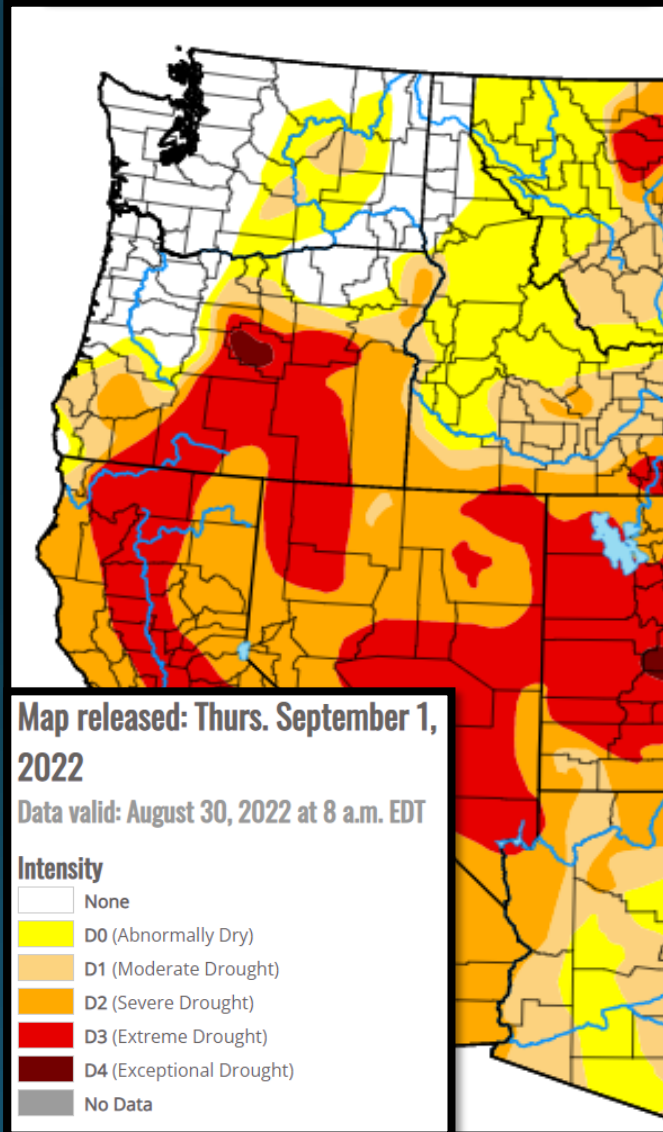 Map released: Thurs. September 1,
2022
Data valid: August 30, 2022 at 8 a.m. EDT
Intensity
None
D0 (Abnormally Dry)
D1 (Moderate Drought)
D2 (Severe Drought)
D3 (Extreme Drought)
D4 (Exceptional Drought)
No Data